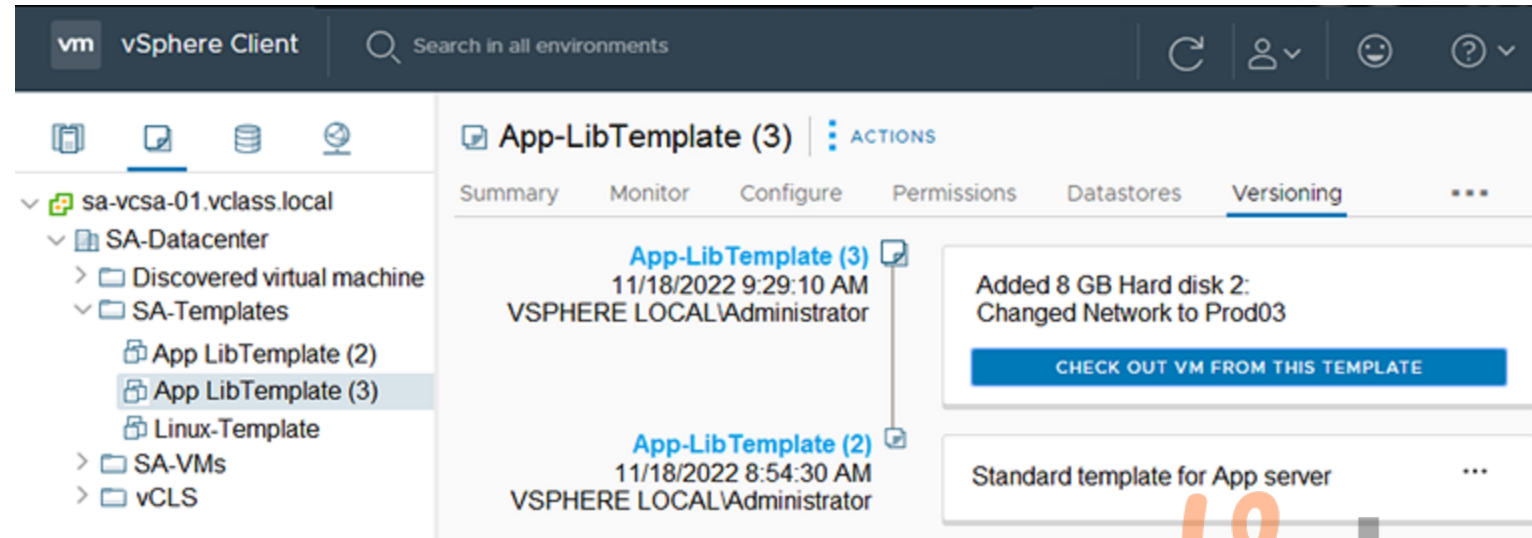 vm vSphere Client Search in all environments
App-LibTemplate (3) ACTIONS
Summary Monitor Configure Permissions Datastores Versioning
sa-vcsa-01.vclass.local
SA-Datacenter
Discovered virtual machine
SA-Templates
App LibTemplate (2)
App LibTemplate (3)
Linux-Template
SA-VMs
vCLS
App-LibTemplate (3)
11/18/2022 9:29:10 AM
VSPHERE LOCAL\Administrator
Added 8 GB Hard disk 2:
Changed Network to Prod03
CHECK OUT VM FROM THIS TEMPLATE
App-LibTemplate (2)
11/18/2022 8:54:30 AM
VSPHERE LOCAL\Administrator
Standard template for App server ...